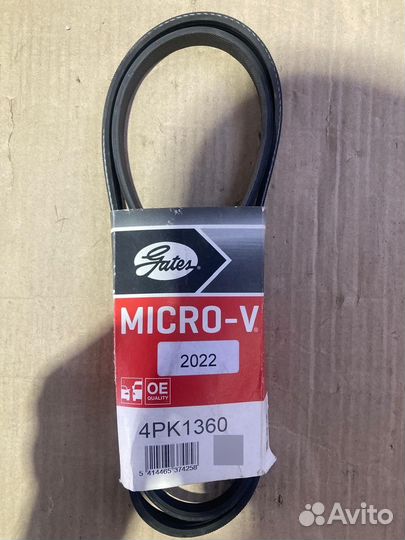 Gates
MICRO-V®
2022
OE
QUALITY
4PK1360
5 414465 374258
Avito